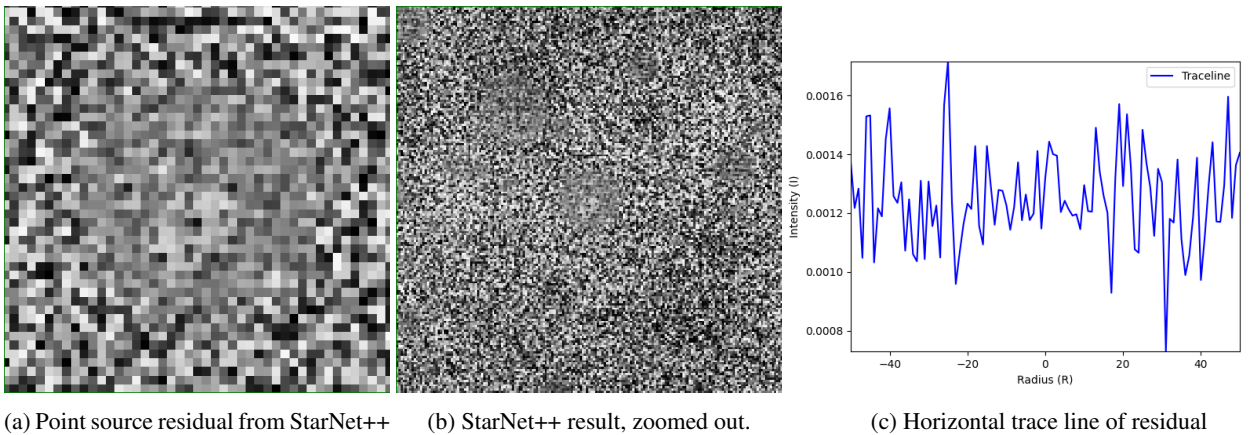 Traceline
0.0016
0.0014
0.0012
0.0010
0.0008
Intensity (I)
−40 −20 0 20 40
Radius (R)
(a) Point source residual from StarNet++ (b) StarNet++ result, zoomed out. (c) Horizontal trace line of residual